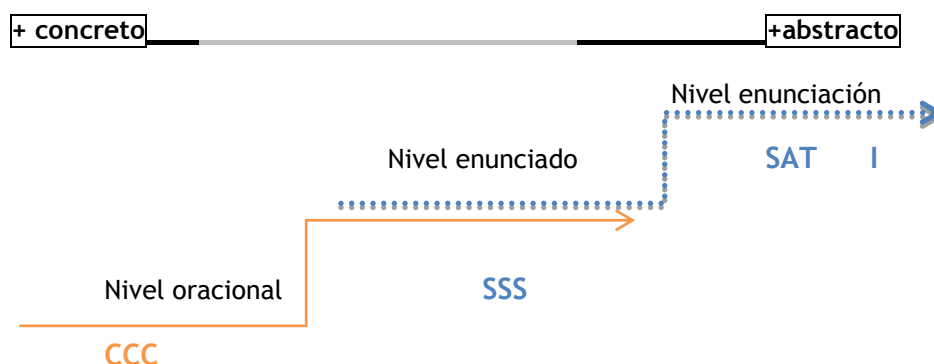 + concreto +abstracto
Nivel enunciación
SAT I
Nivel enunciado
SSS
Nivel oracional
CCC